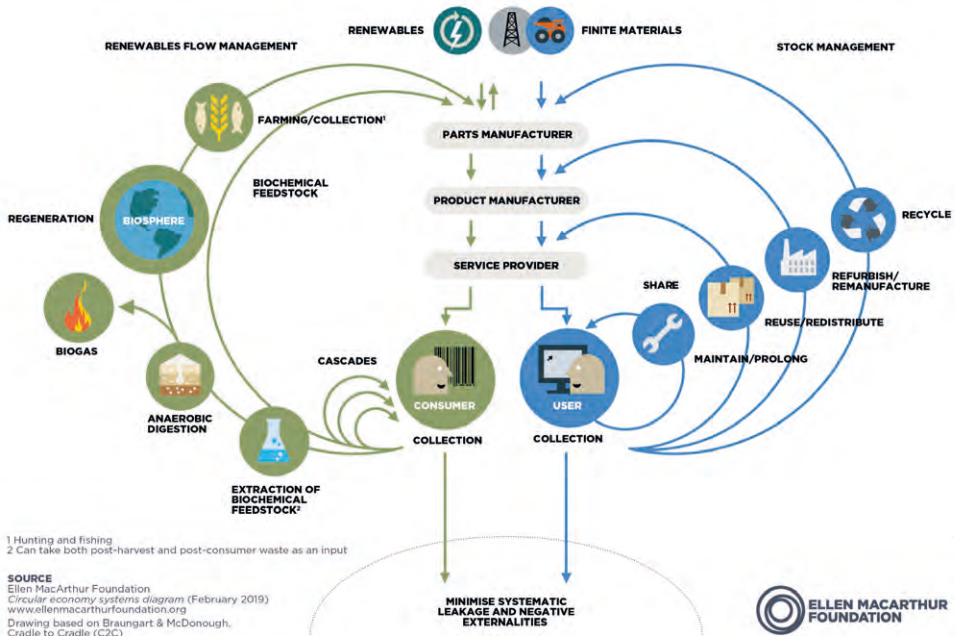 RENEWABLES
FINITE MATERIALS
RENEWABLES FLOW MANAGEMENT
STOCK MANAGEMENT
FARMING/COLLECTION¹
PARTS MANUFACTURER
BIOCHEMICAL
FEEDSTOCK
PRODUCT MANUFACTURER
REGENERATION
BIOSPHERE
RECYCLE
SERVICE PROVIDER
SHARE
REFURBISH/
REMANUFACTURE
REUSE/REDISTRIBUTE
BIOGAS
CASCADES
MAINTAIN/PROLONG
CONSUMER
USER
ANAEROBIC
DIGESTION
COLLECTION
COLLECTION
EXTRACTION OF
BIOCHEMICAL
FEEDSTOCK²
1 Hunting and fishing
2 Can take both post-harvest and post-consumer waste as an input
SOURCE
Ellen MacArthur Foundation
Circular economy systems diagram (February 2019)
www.ellenmacarthurfoundation.org
Drawing based on Braungart & McDonough,
Cradle to Cradle (C2C)
MINIMISE SYSTEMATIC
LEAKAGE AND NEGATIVE
EXTERNALITIES
ELLEN MACARTHUR
FOUNDATION